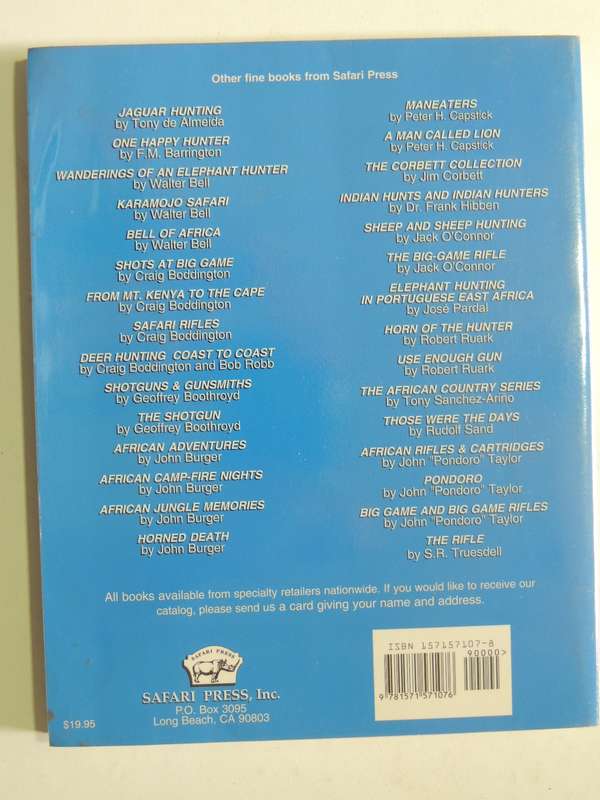 Other fine books from Safari Press
JAGUAR HUNTING
by Tony de Almeida
ONE HAPPY HUNTER
by F.M. Barrington
WANDERINGS OF AN ELEPHANT HUNTER
by Walter Bell
KARAMOJO SAFARI
by Walter Bell
BELL OF AFRICA
by Walter Bell
SHOTS AT BIG GAME
by Craig Boddington
FROM MT. KENYA TO THE CAPE
by Craig Boddington
SAFARI RIFLES
by Craig Boddington
DEER HUNTING COAST TO COAST
by Craig Boddington and Bob Robb
SHOTGUNS & GUNSMITHS
by Geoffrey Boothroyd
THE SHOTGUN
by Geoffrey Boothroyd
AFRICAN ADVENTURES
by John Burger
AFRICAN CAMP-FIRE NIGHTS
by John Burger
AFRICAN JUNGLE MEMORIES
by John Burger
HORNED DEATH
by John Burger
MANEATERS
by Peter H. Capstick
A MAN CALLED LION
by Peter H. Capstick
THE CORBETT COLLECTION
by Jim Corbett
INDIAN HUNTS AND INDIAN HUNTERS
by Dr. Frank Hibben
SHEEP AND SHEEP HUNTING
by Jack O'Connor
THE BIG-GAME RIFLE
by Jack O'Connor
ELEPHANT HUNTING
IN PORTUGUESE EAST AFRICA
by José Pardal
HORN OF THE HUNTER
by Robert Ruark
USE ENOUGH GUN
by Robert Ruark
THE AFRICAN COUNTRY SERIES
by Tony Sanchez-Ariño
THOSE WERE THE DAYS
by Rudolf Sand
AFRICAN RIFLES & CARTRIDGES
by John "Pondoro" Taylor
PONDORO
by John "Pondoro" Taylor
BIG GAME AND BIG GAME RIFLES
by John "Pondoro" Taylor
THE RIFLE
by S.R. Truesdell
All books available from specialty retailers nationwide. If you would like to receive our
catalog, please send us a card giving your name and address.
SAFARI PRESS
SAFARI PRESS, Inc.
P.O. Box 3095
Long Beach, CA 90803
$19.95
ISBN 157157107-8
90000>
9 781571 571076